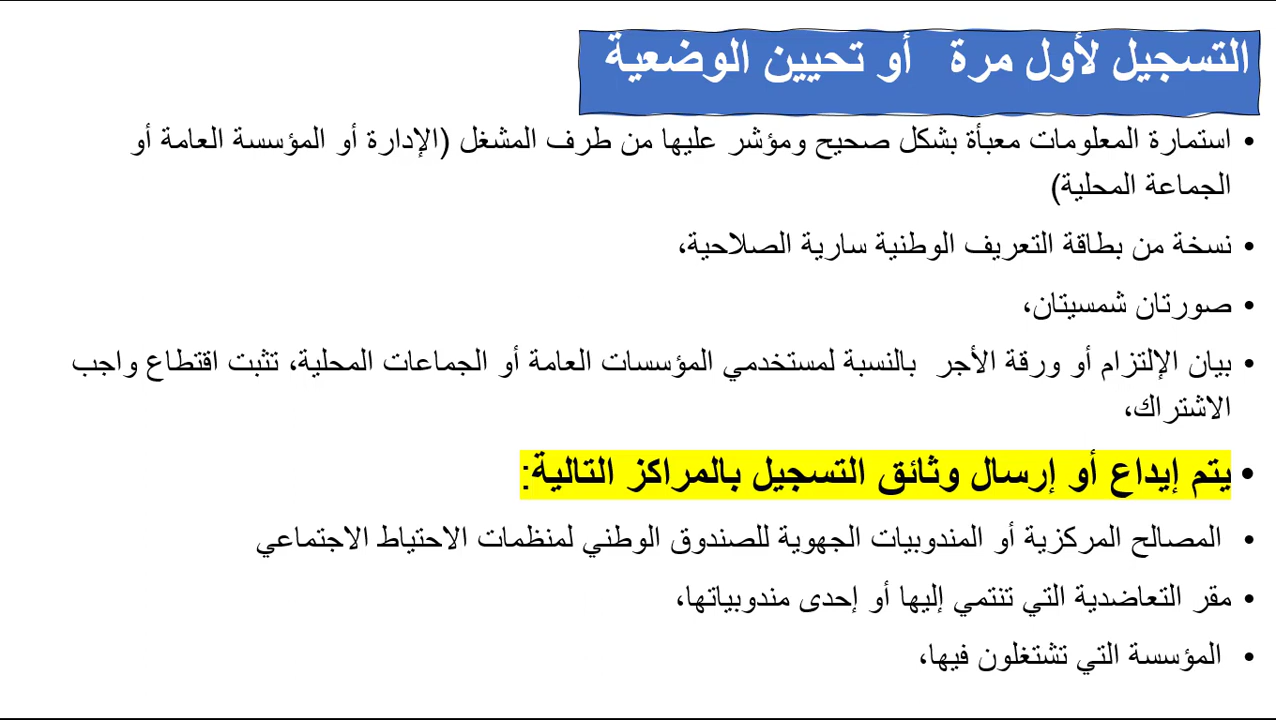 التسجيل لأول مرة أو تحيين الوضعية
• استمارة المعلومات معبأة بشكل صحيح ومؤشر عليها من طرف المشغل (الإدارة أو المؤسسة العامة أو
الجماعة المحلية)
• نسخة من بطاقة التعريف الوطنية سارية الصلاحية،
• صورتان شمسيتان،
• بيان الإلتزام أو ورقة الأجر بالنسبة لمستخدمي المؤسسات العامة أو الجماعات المحلية، تثبت اقتطاع واجب
الاشتراك،
• يتم إيداع أو إرسال وثائق التسجيل بالمراكز التالية:
• المصالح المركزية أو المندوبيات الجهوية للصندوق الوطني لمنظمات الاحتياط الاجتماعي
• مقر التعاضدية التي تنتمي إليها أو إحدى مندوبياتها،
• المؤسسة التي تشتغلون فيها،